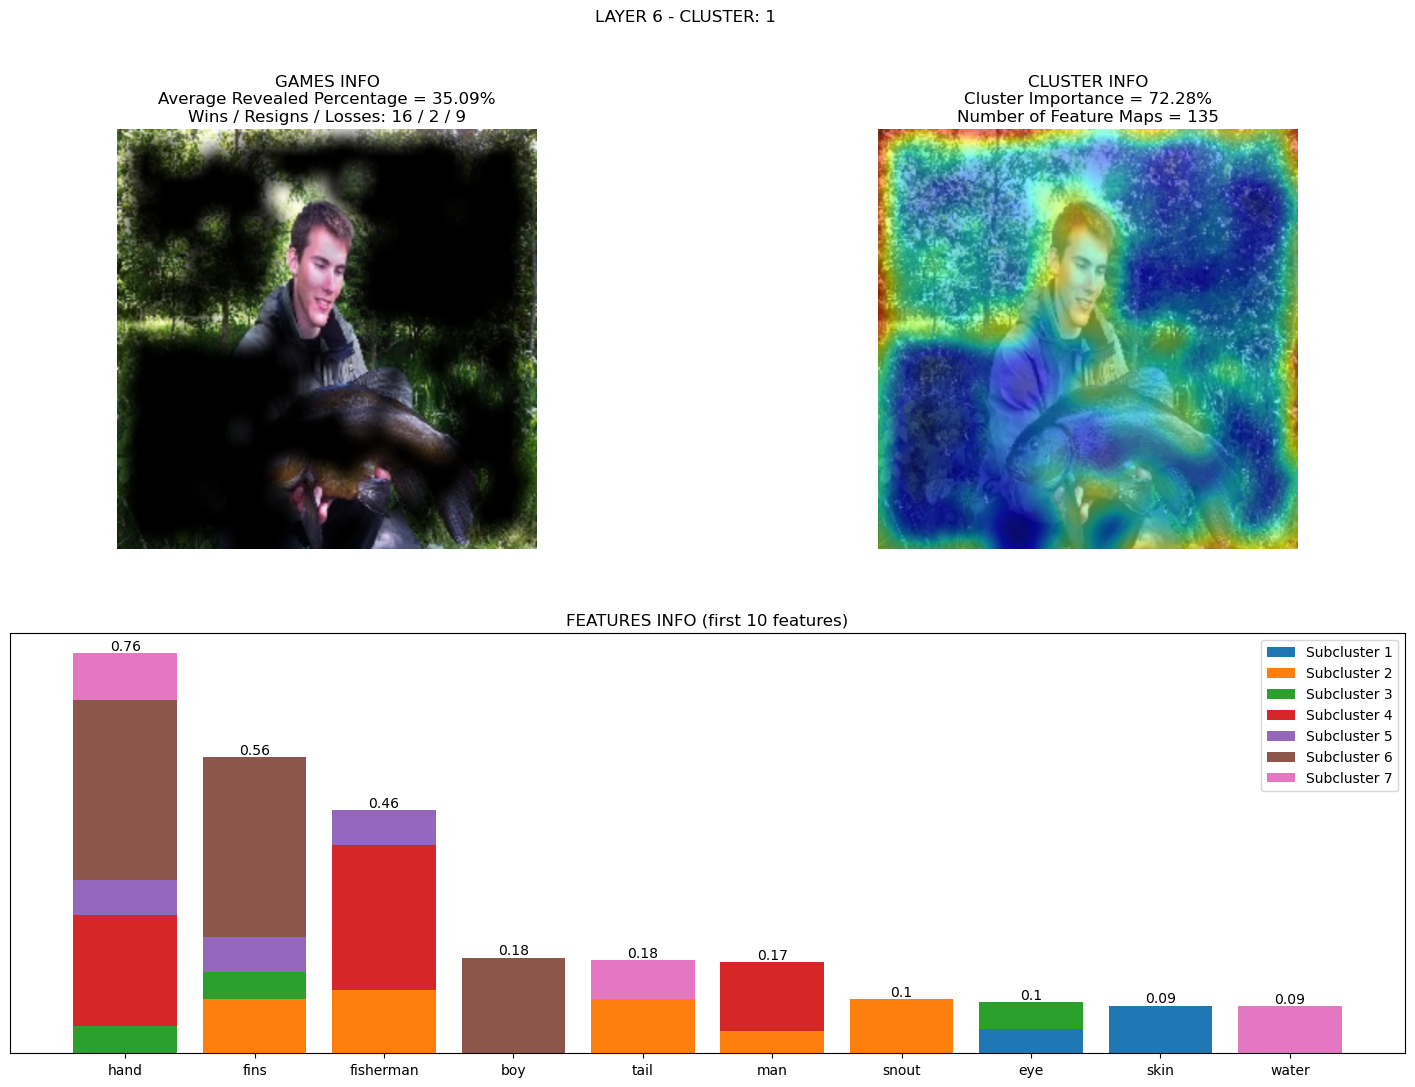 LAYER 6 - CLUSTER: 1
GAMES INFO
Average Revealed Percentage = 35.09%
Wins / Resigns / Losses: 16 / 2 / 9
CLUSTER INFO
Cluster Importance = 72.28%
Number of Feature Maps = 135
FEATURES INFO (first 10 features)
0.76
0.56
0.46
0.18
0.18
0.17
0.1
0.1
0.09
0.09
Subcluster 1
Subcluster 2
Subcluster 3
Subcluster 4
Subcluster 5
Subcluster 6
Subcluster 7
hand
fins
fisherman
boy
tail
man
snout
eye
skin
water